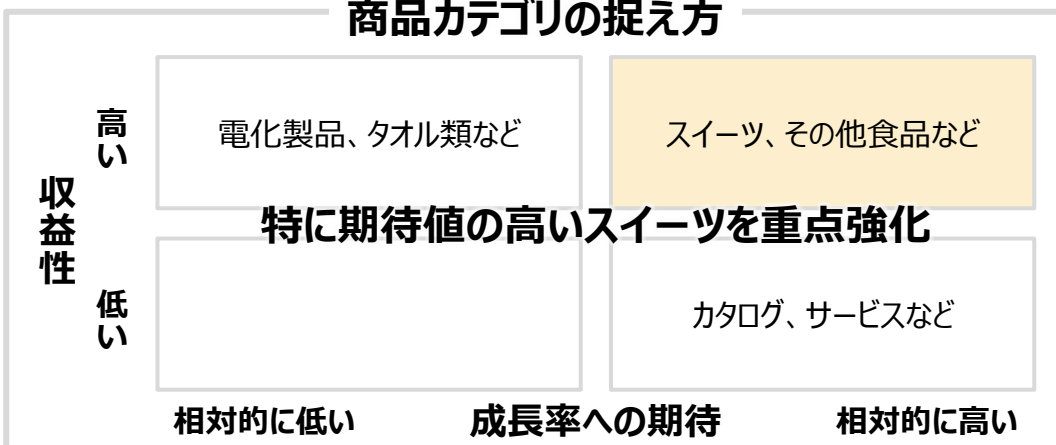 商品カテゴリの捉え方
収益性
高い
電化製品、タオル類など
スイーツ、その他食品など
特に期待値の高いスイーツを重点強化
低い
カタログ、サービスなど
相対的に低い
成長率への期待
相対的に高い